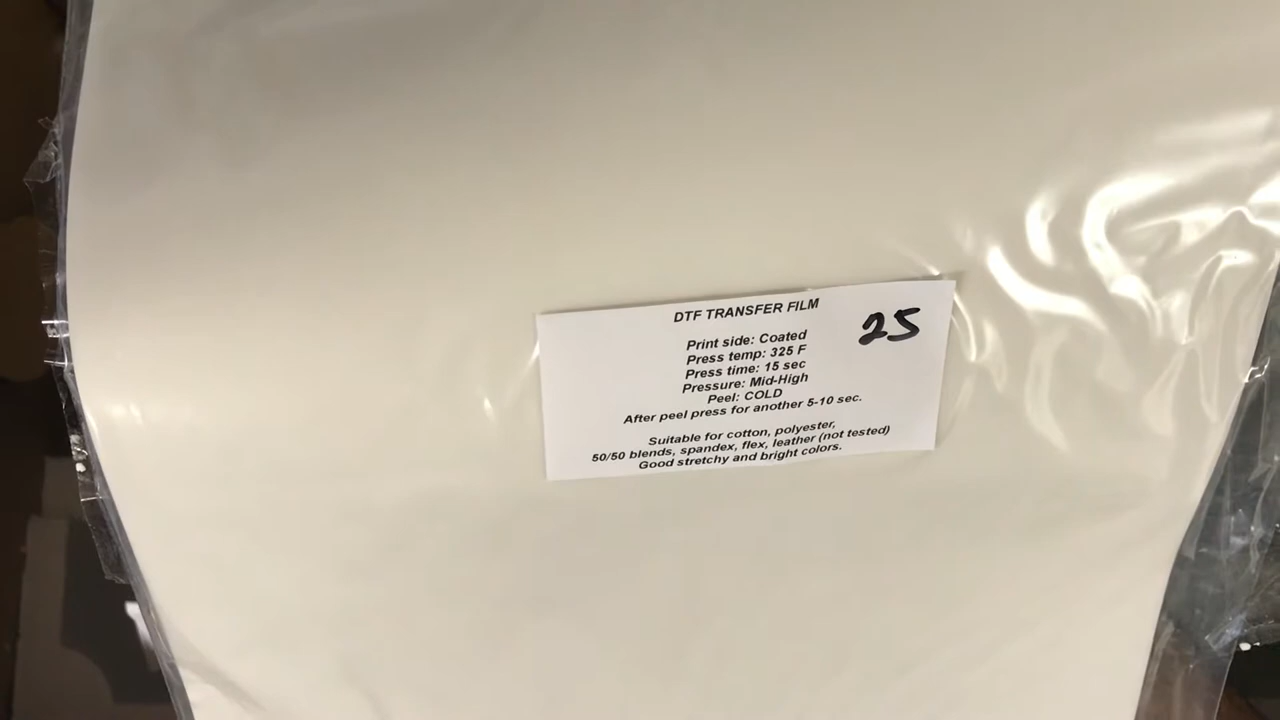 DTF TRANSFER FILM
25
Print side: Coated
Press temp: 325 F
Press time: 15 sec
Pressure: Mid-High
Peel: COLD
After peel press for another 5-10 sec.
Suitable for cotton, polyester,
50/50 blends, spandex, flex, leather (not tested)
Good stretchy and bright colors.